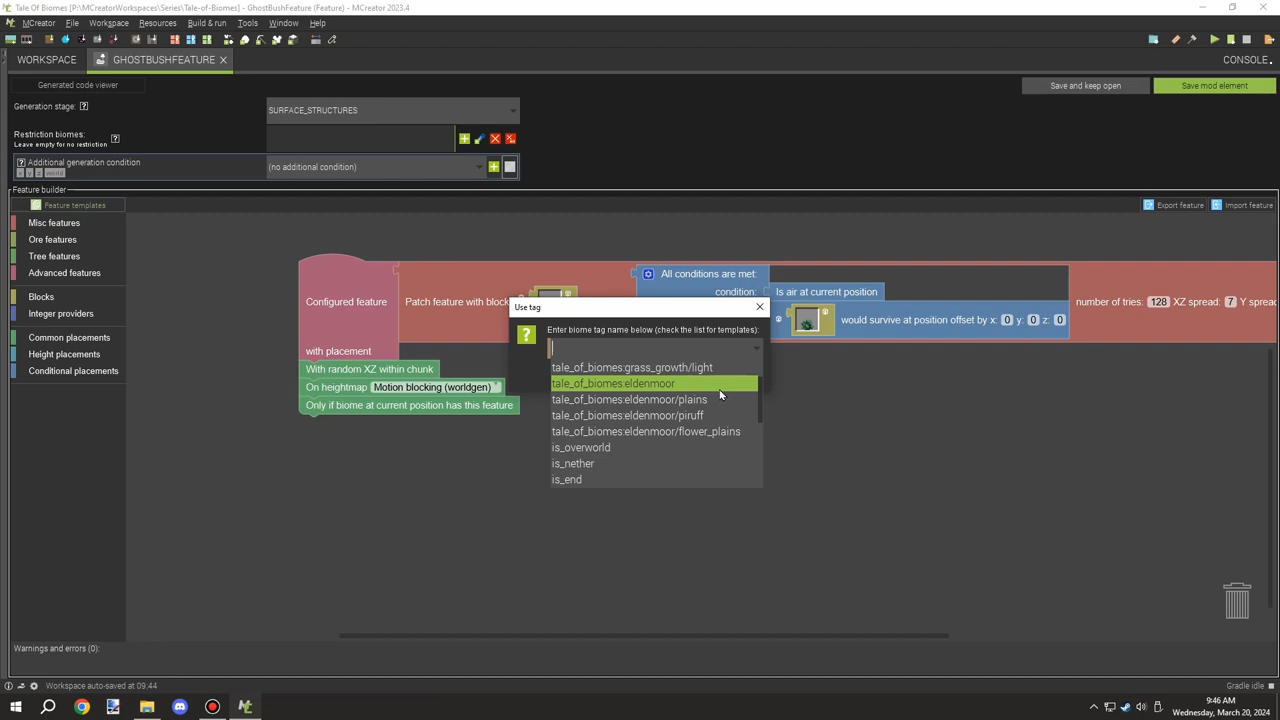 Tale Of Biomes [P:\MCreatorWorkspaces\Series\Tale-of-Biomes] - GhostBushFeature (Feature) - MCreator 2023.4
MCreator File Workspace Resources Build & run Tools Window Help
WORKSPACE GHOSTBUSHFEATURE CONSOLE
Generated code viewer Save and keep open Save mod element
Generation stage: ? SURFACE_STRUCTURES
Restriction biomes: ?
Leave empty for no restriction
? Additional generation condition (no additional condition)
x y z world
Feature builder
Feature templates Export feature Import feature
Misc features
Ore features
Tree features
Advanced features
Blocks
Integer providers
Common placements
Height placements
Conditional placements
All conditions are met:
condition: Is air at current position
Configured feature Patch feature with block number of tries: 128 XZ spread: 7 Y spread
would survive at position offset by x: 0 y: 0 z: 0
with placement
With random XZ within chunk
On heightmap Motion blocking (worldgen)
Only if biome at current position has this feature
Use tag
? Enter biome tag name below (check the list for templates):
tale_of_biomes:grass_growth/light
tale_of_biomes:eldenmoor
tale_of_biomes:eldenmoor/plains
tale_of_biomes:eldenmoor/piruff
tale_of_biomes:eldenmoor/flower_plains
is_overworld
is_nether
is_end
Warnings and errors (0):
Workspace auto-saved at 09:44 Gradle idle
9:46 AM
Wednesday, March 20, 2024